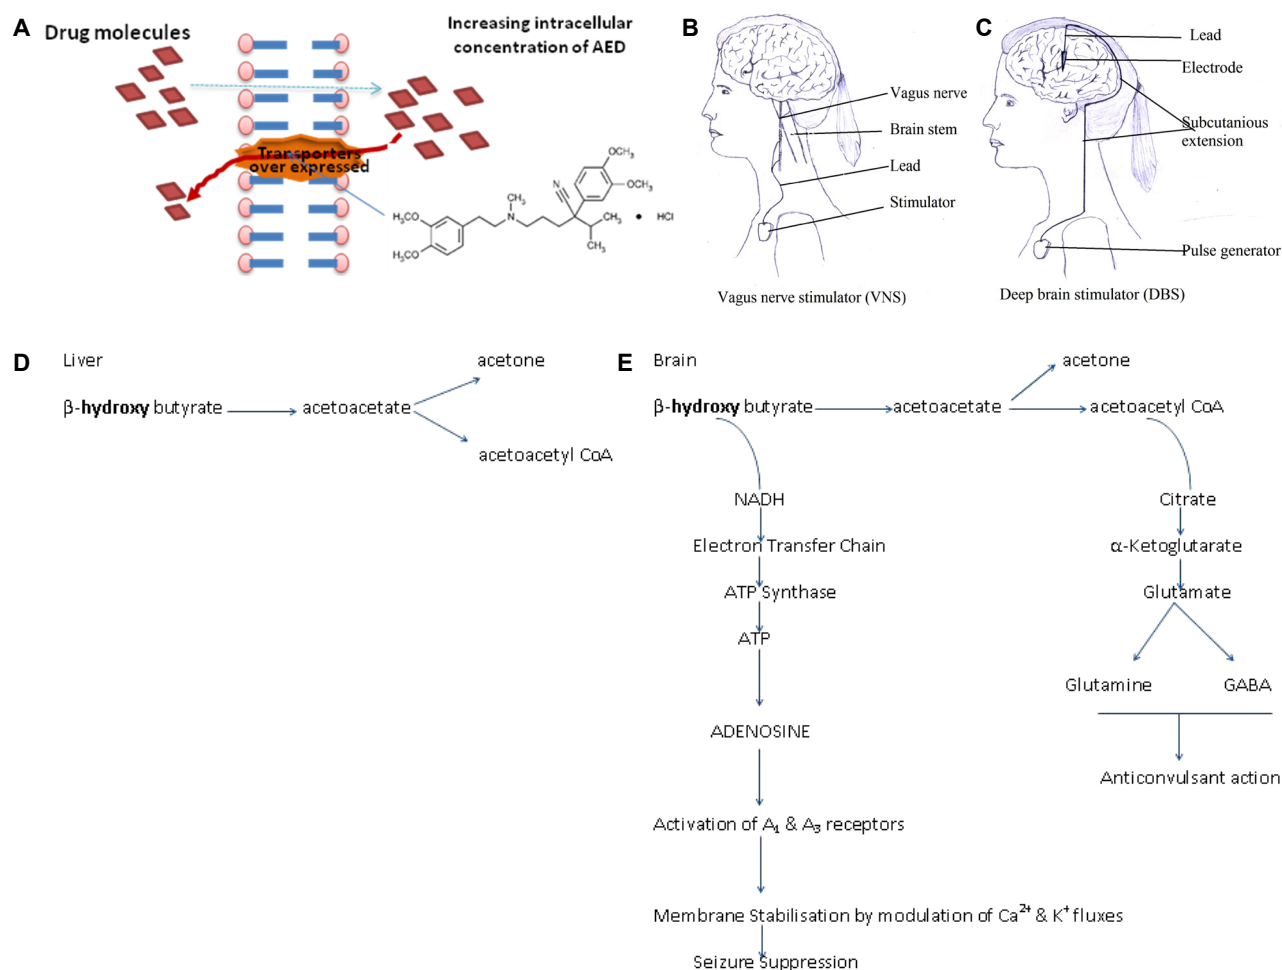 A
Drug molecules
Increasing intracellular
concentration of AED
Transporters
over expressed
OCH₃
OCH₃
N
CH₃
N
H₃CO
H₃CO
CH₃
CH₃
• HCl
B
Vagus nerve
Brain stem
Lead
Stimulator
Vagus nerve stimulator (VNS)
C
Lead
Electrode
Subcutanious
extension
Pulse generator
Deep brain stimulator (DBS)
D
Liver
acetone
β-hydroxy butyrate
acetoacetate
acetoacetyl CoA
E
Brain
acetone
β-hydroxy butyrate
acetoacetate
acetoacetyl CoA
NADH
Electron Transfer Chain
ATP Synthase
ATP
ADENOSINE
Activation of A₁ & A₃ receptors
Membrane Stabilisation by modulation of Ca²⁺ & K⁺ fluxes
Seizure Suppression
Citrate
α-Ketoglutarate
Glutamate
Glutamine
GABA
Anticonvulsant action